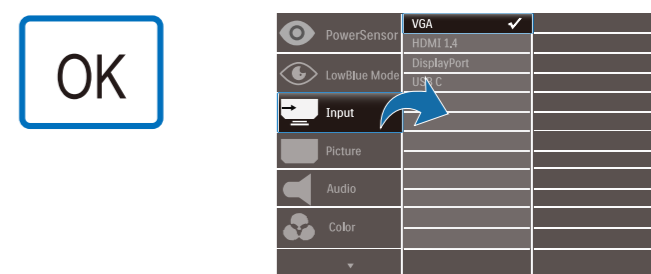 OK
PowerSensor
LowBlue Mode
Input
Picture
Audio
Color
VGA
HDMI 1.4
DisplayPort
USB C